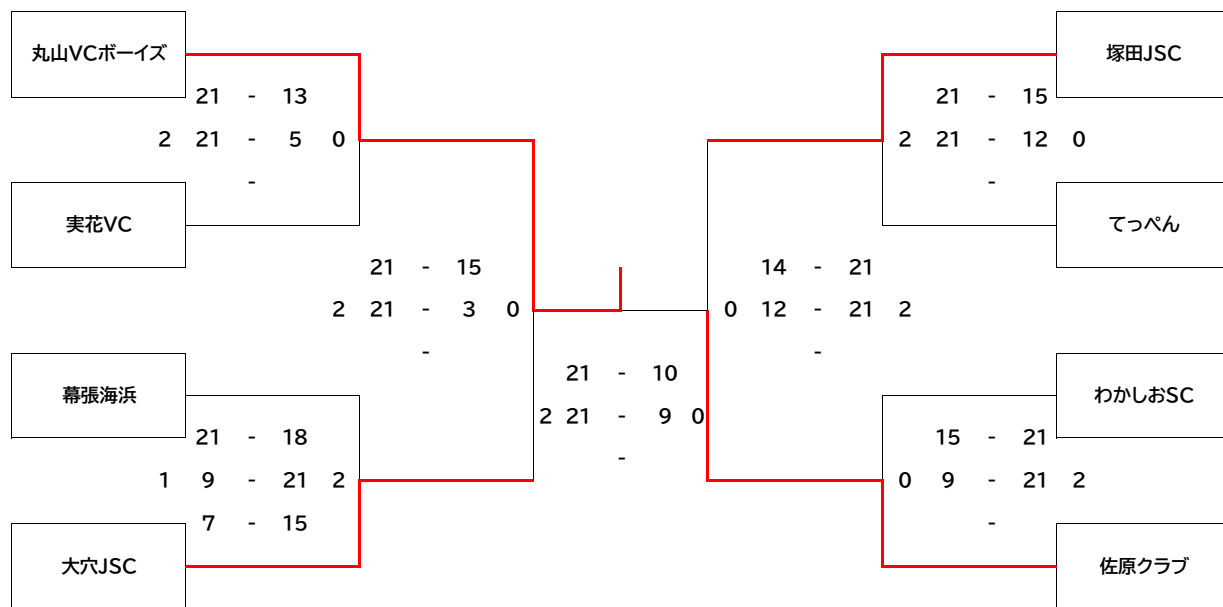 丸山VCボーイズ
塚田JSC
21 - 13
21 - 15
2 21 - 5 0
2 21 - 12 0
-
-
実花VC
てっぺん
21 - 15
14 - 21
2 21 - 3 0
0 12 - 21 2
-
-
21 - 10
幕張海浜
わかしおSC
2 21 - 9 0
21 - 18
15 - 21
-
1 9 - 21 2
0 9 - 21 2
7 - 15
-
大穴JSC
佐原クラブ